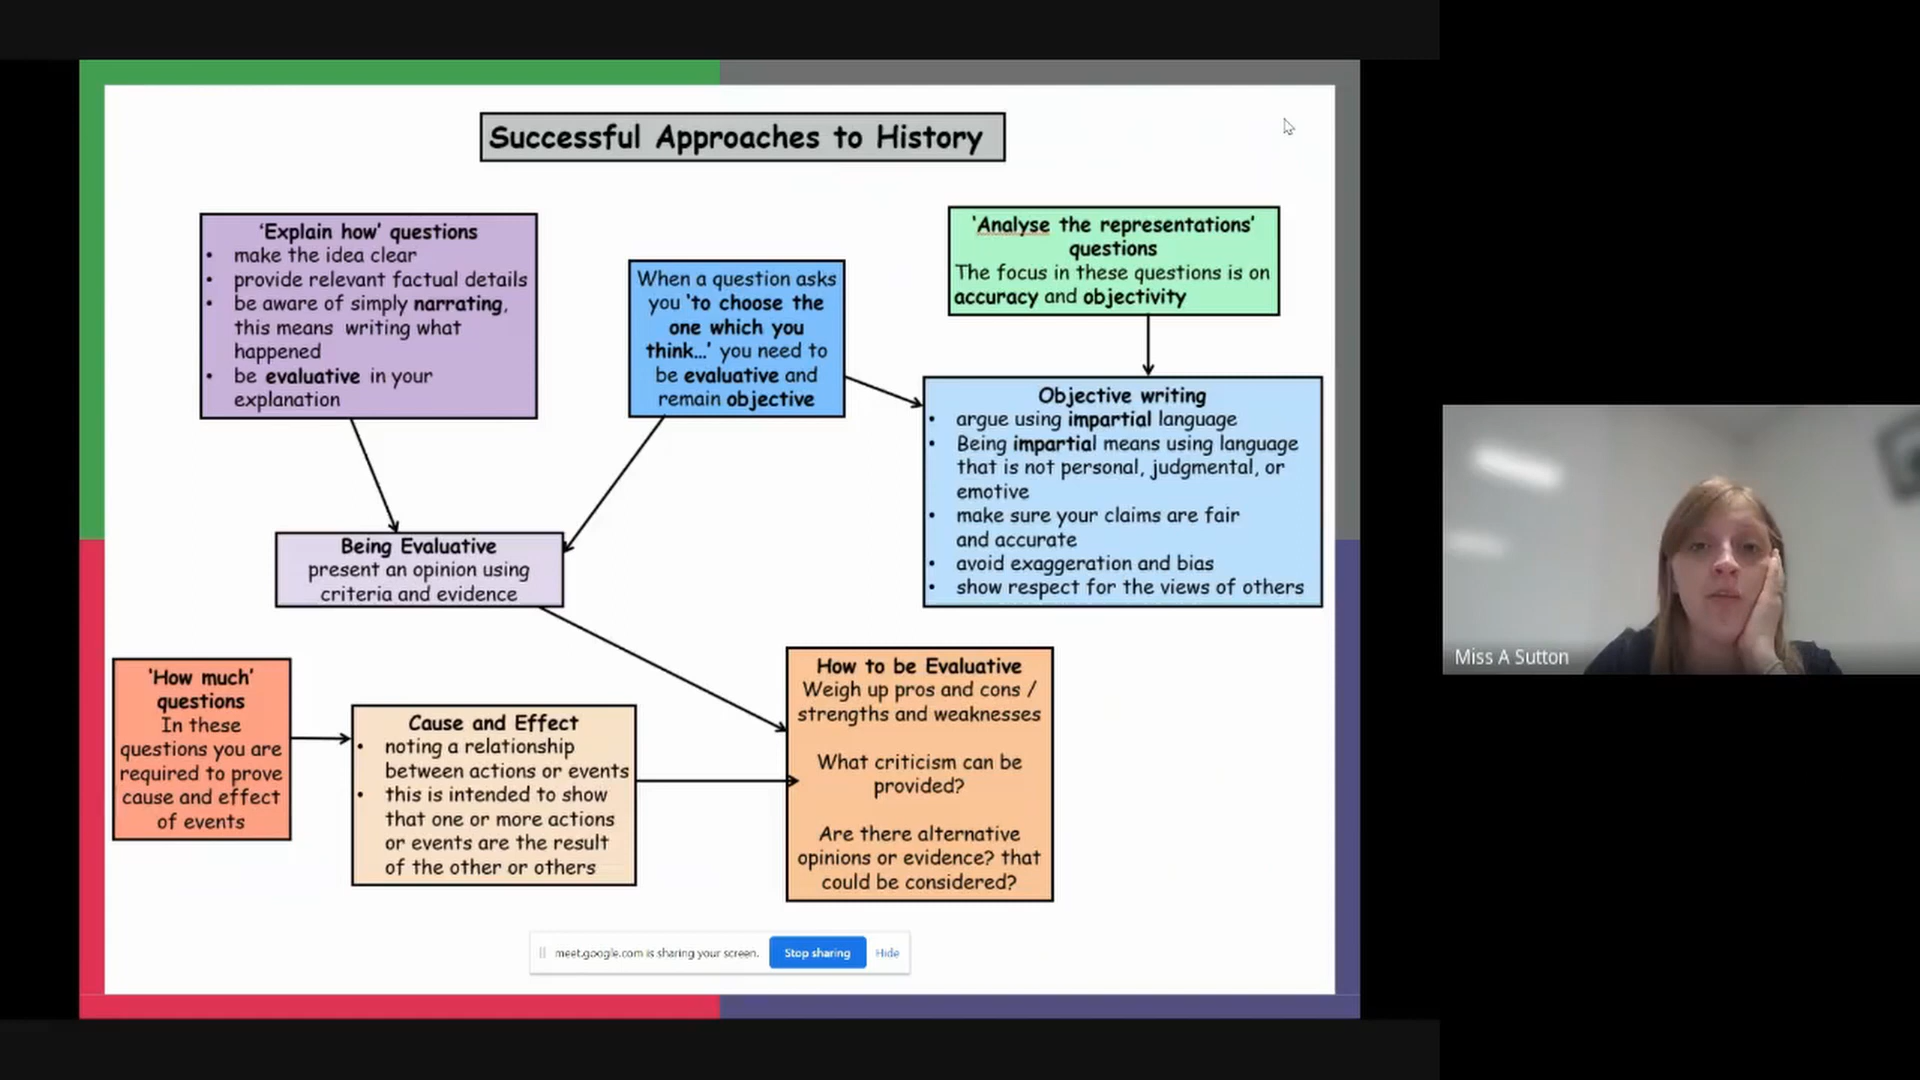 Successful Approaches to History
‘Explain how’ questions
• make the idea clear
• provide relevant factual details
• be aware of simply narrating,
this means writing what
happened
• be evaluative in your
explanation
When a question asks
you ‘to choose the
one which you
think…’ you need to
be evaluative and
remain objective
‘Analyse the representations’
questions
The focus in these questions is on
accuracy and objectivity
Objective writing
• argue using impartial language
• Being impartial means using language
that is not personal, judgmental, or
emotive
• make sure your claims are fair
and accurate
• avoid exaggeration and bias
• show respect for the views of others
Being Evaluative
present an opinion using
criteria and evidence
‘How much’
questions
In these
questions you are
required to prove
cause and effect
of events
Cause and Effect
• noting a relationship
between actions or events
• this is intended to show
that one or more actions
or events are the result
of the other or others
How to be Evaluative
Weigh up pros and cons /
strengths and weaknesses
What criticism can be
provided?
Are there alternative
opinions or evidence? that
could be considered?
meet.google.com is sharing your screen. Stop sharing Hide
Miss A Sutton